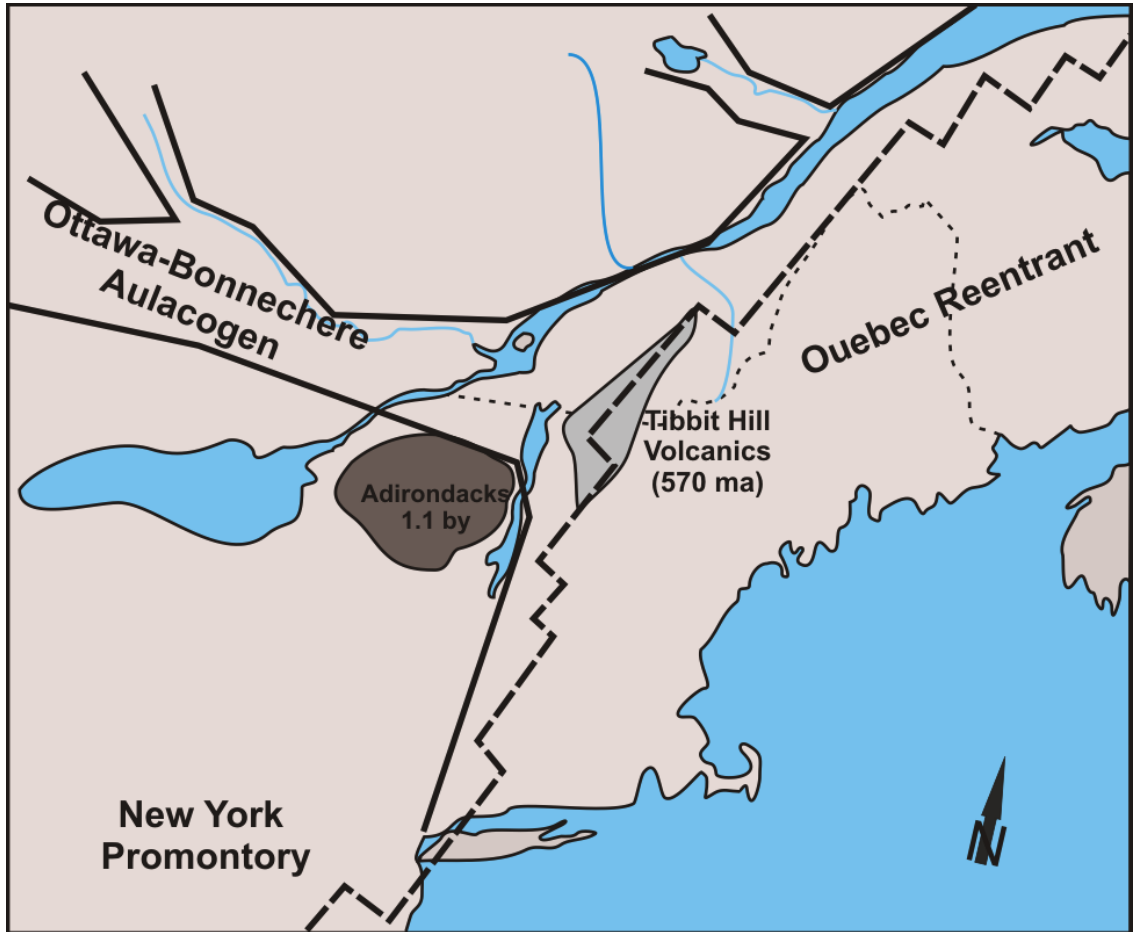 Ottawa-Bonnechere
Aulacogen
Ouebec Reentrant
Tibbit Hill
Volcanics
(570 ma)
Adirondacks
1.1 by
New York
Promontory
N